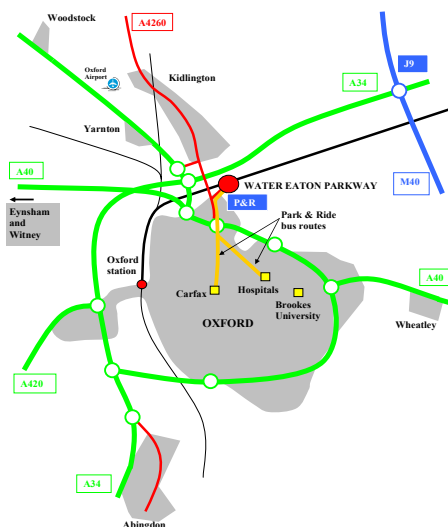 Woodstock
A4260
Oxford
Airport
Kidlington
J9
A34
Yarnton
A40
WATER EATON PARKWAY
M40
P&R
Eynsham
and
Witney
Park & Ride
bus routes
Oxford
station
A40
Carfax
Hospitals
Brookes
University
OXFORD
Wheatley
A420
A34
Abingdon